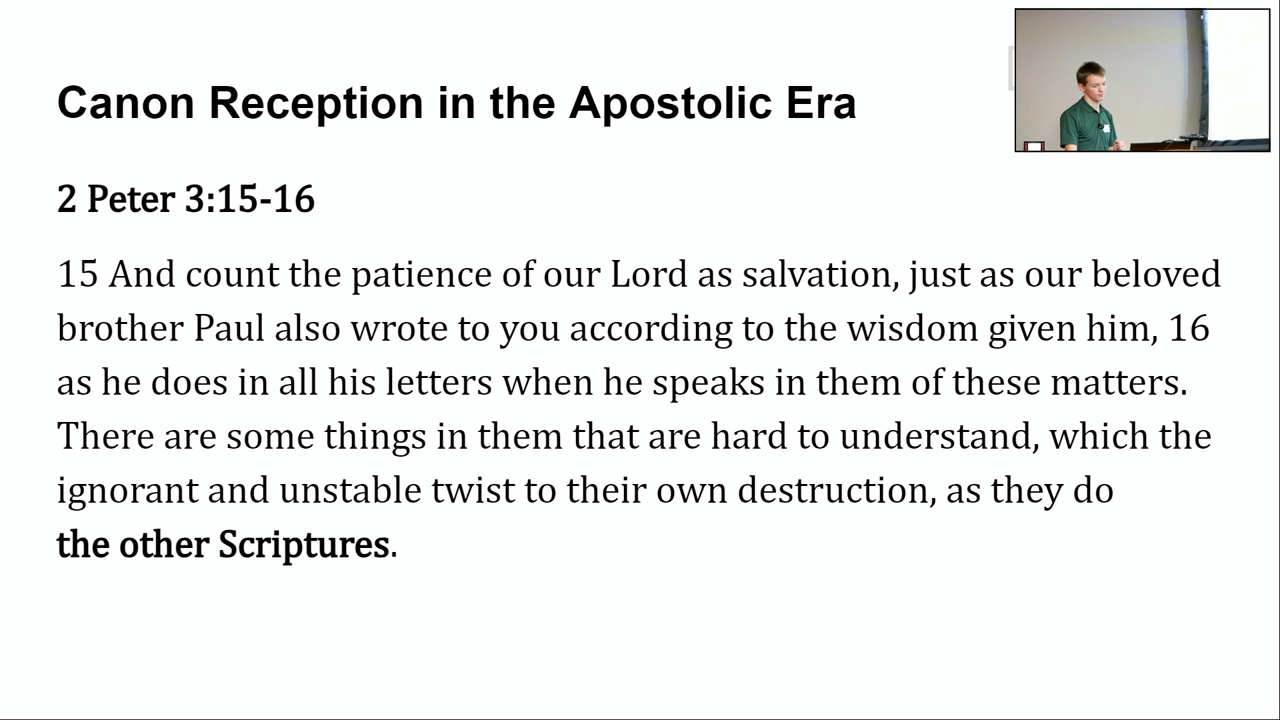 Canon Reception in the Apostolic Era
2 Peter 3:15-16
15 And count the patience of our Lord as salvation, just as our beloved
brother Paul also wrote to you according to the wisdom given him, 16
as he does in all his letters when he speaks in them of these matters.
There are some things in them that are hard to understand, which the
ignorant and unstable twist to their own destruction, as they do
the other Scriptures.